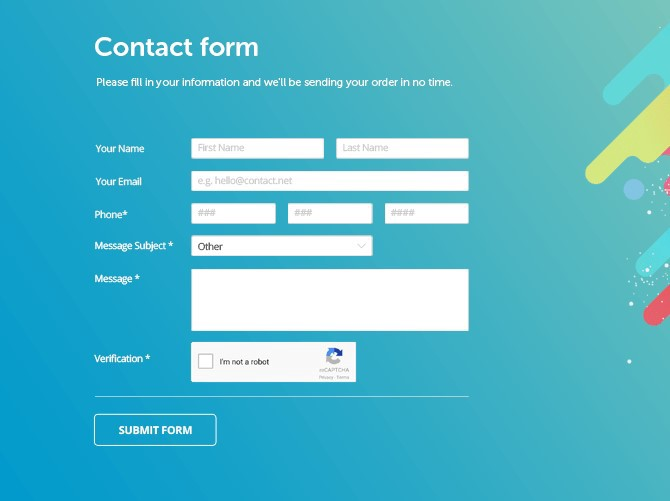 Contact form
Please fill in your information and we'll be sending your order in no time.
Your Name First Name Last Name
Your Email e.g. hello@contact.net
Phone* ### ### ####
Message Subject * Other
Message *
Verification * I'm not a robot
reCAPTCHA
Privacy - Terms
SUBMIT FORM